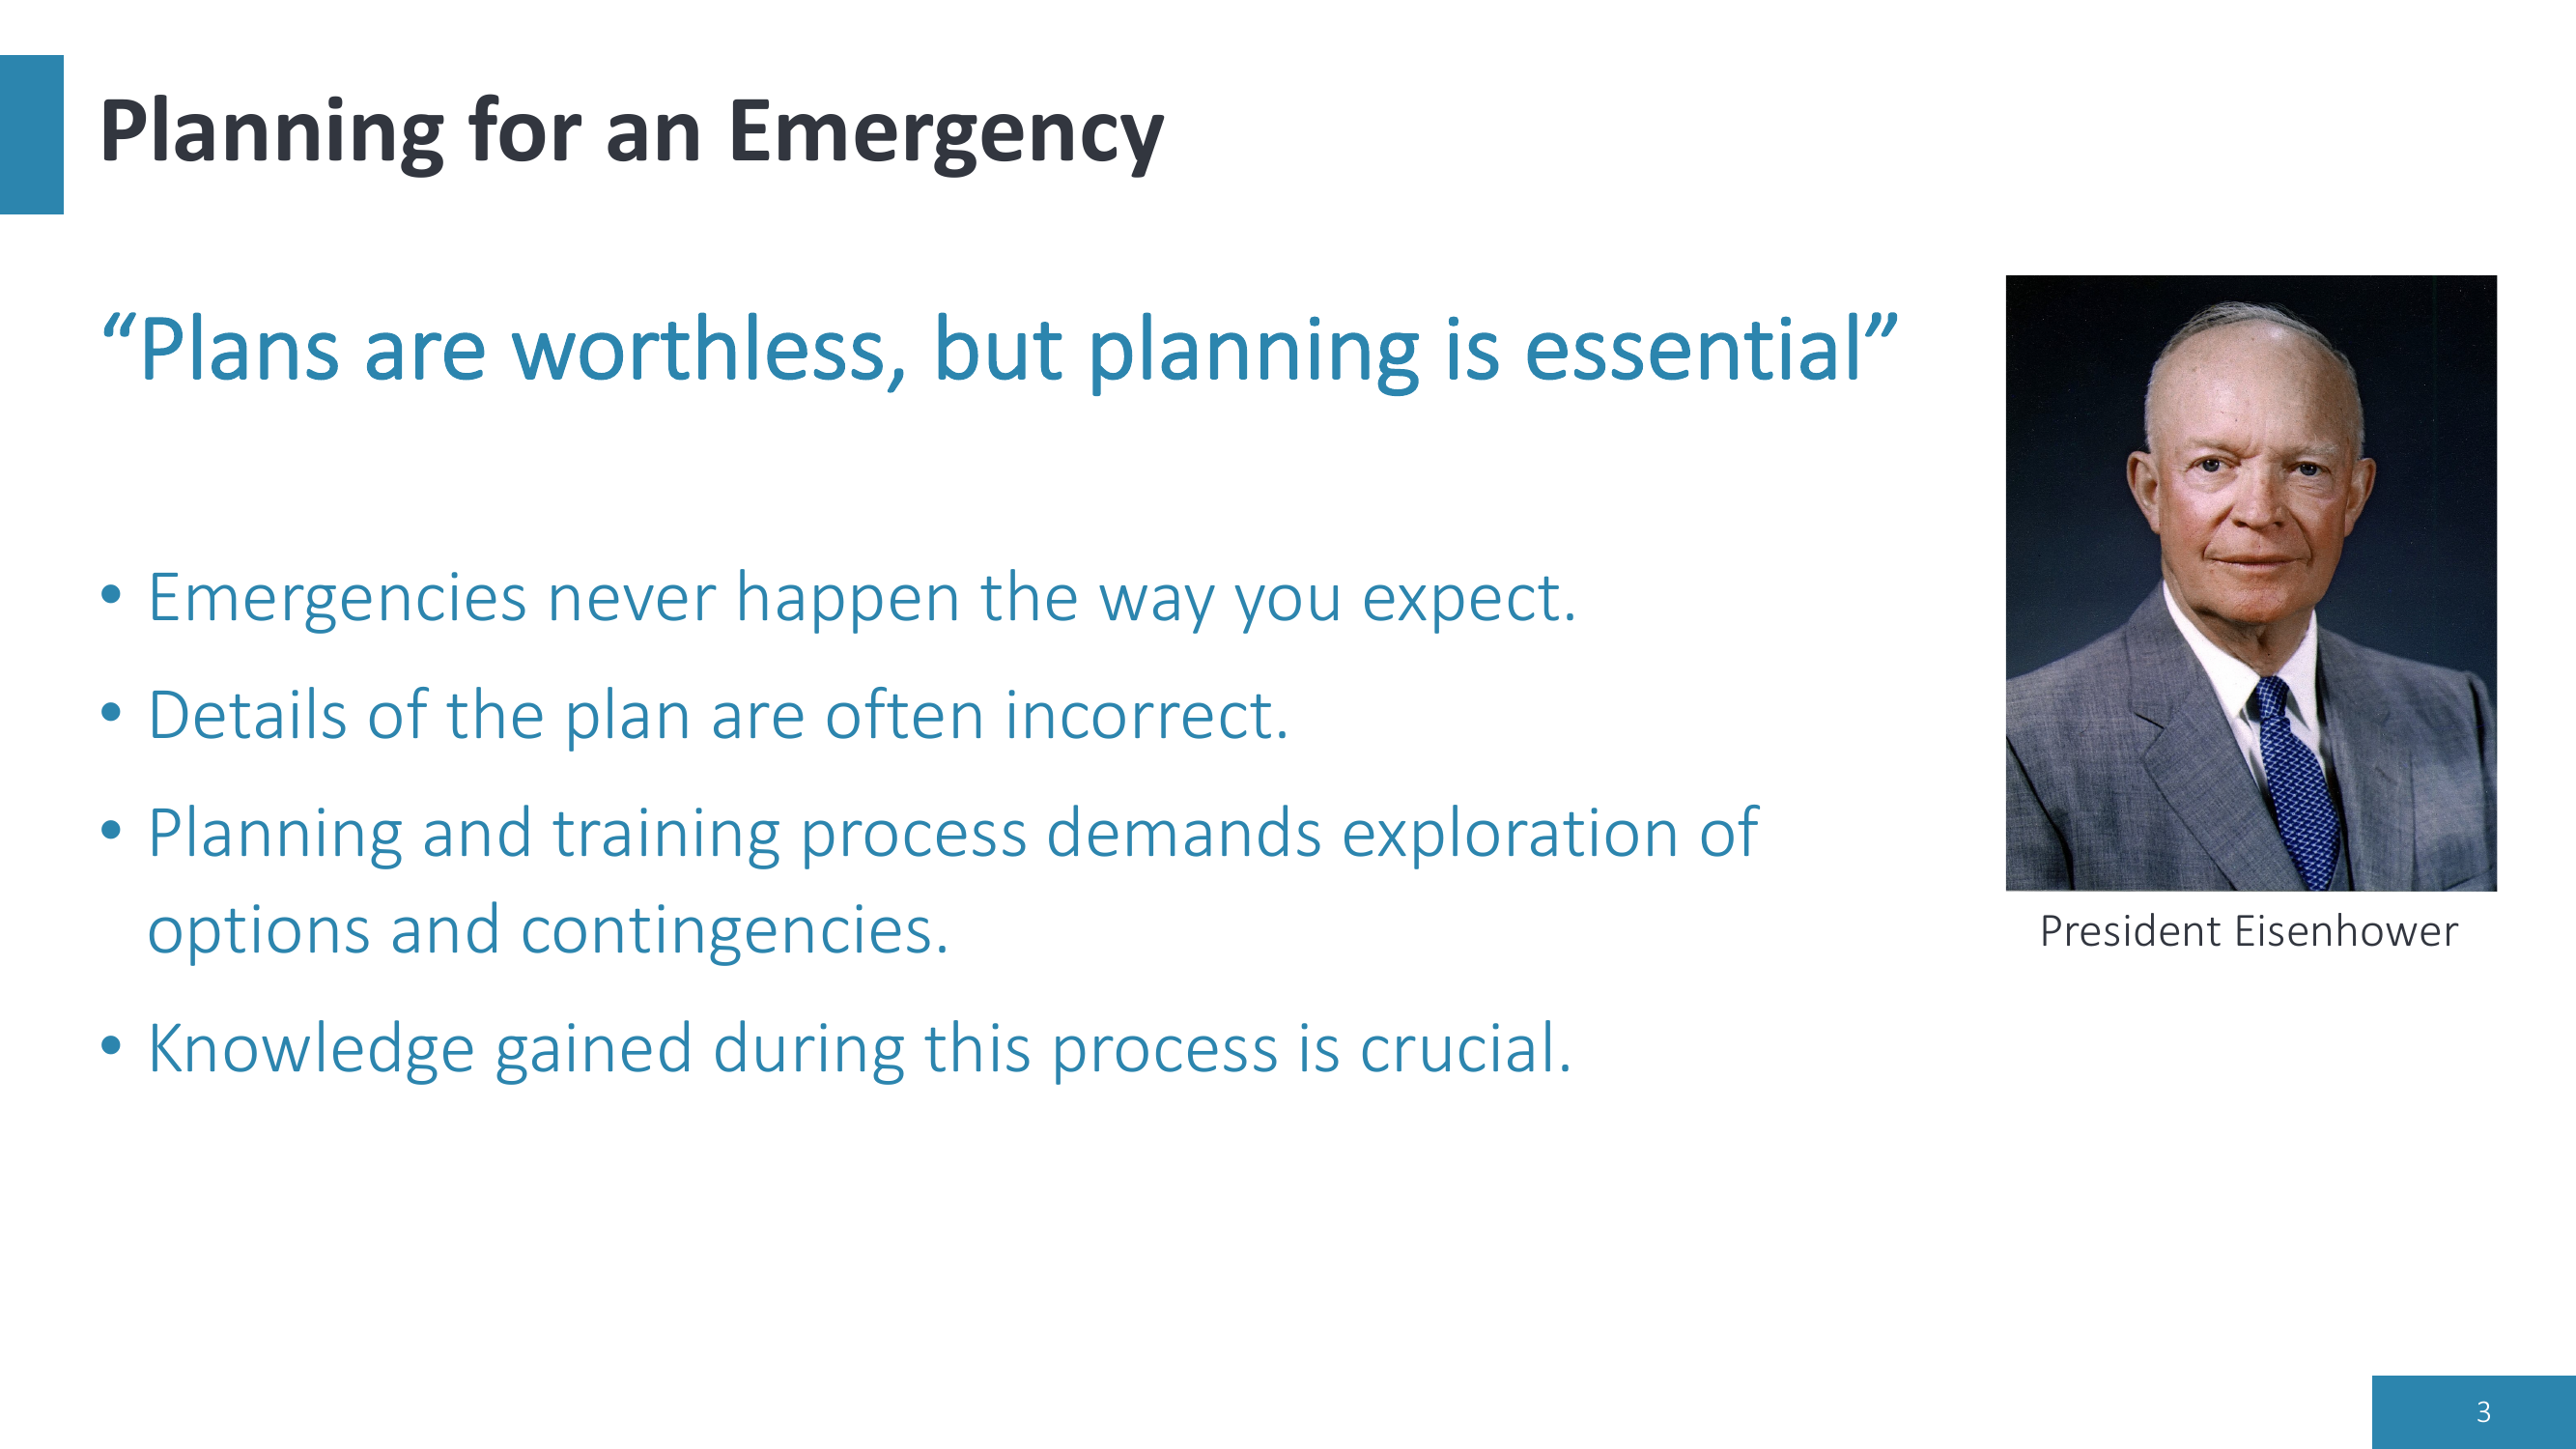 Planning for an Emergency
“Plans are worthless, but planning is essential”
• Emergencies never happen the way you expect.
• Details of the plan are often incorrect.
• Planning and training process demands exploration of
options and contingencies.
• Knowledge gained during this process is crucial.
President Eisenhower
3